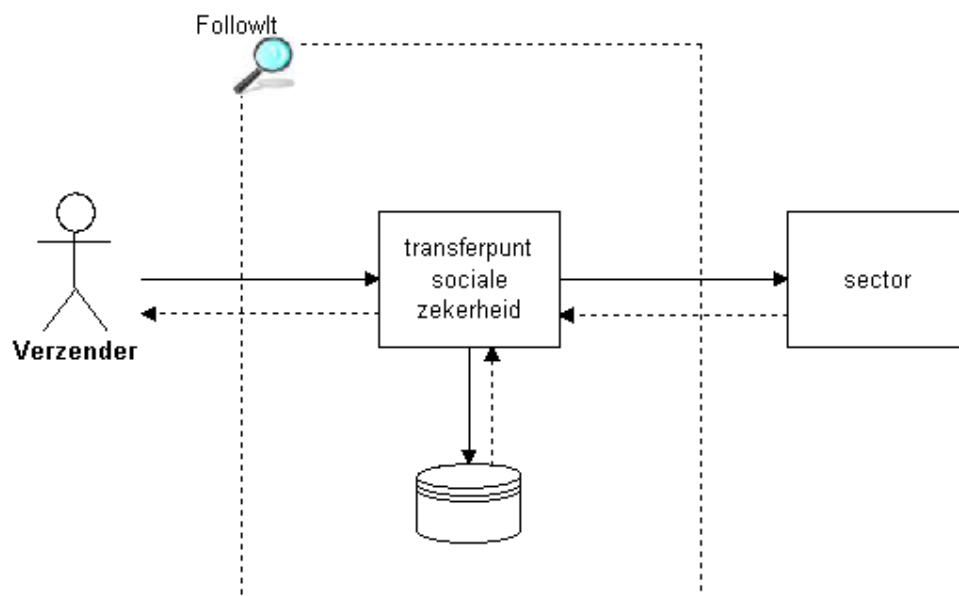 FollowIt
transferpunt
sociale
zekerheid
sector
Verzender